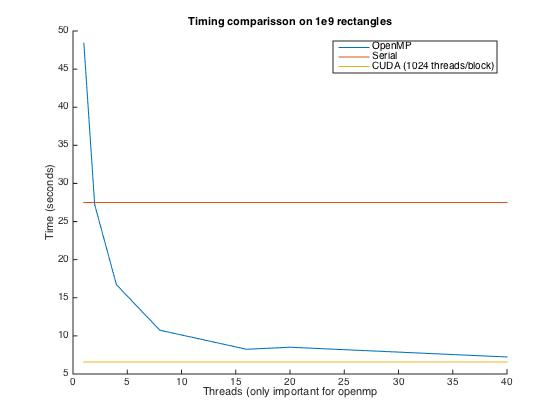 Timing comparisson on 1e9 rectangles
50
45
40
35
30
25
20
15
10
5
Time (seconds)
OpenMP
Serial
CUDA (1024 threads/block)
0 5 10 15 20 25 30 35 40
Threads (only important for openmp